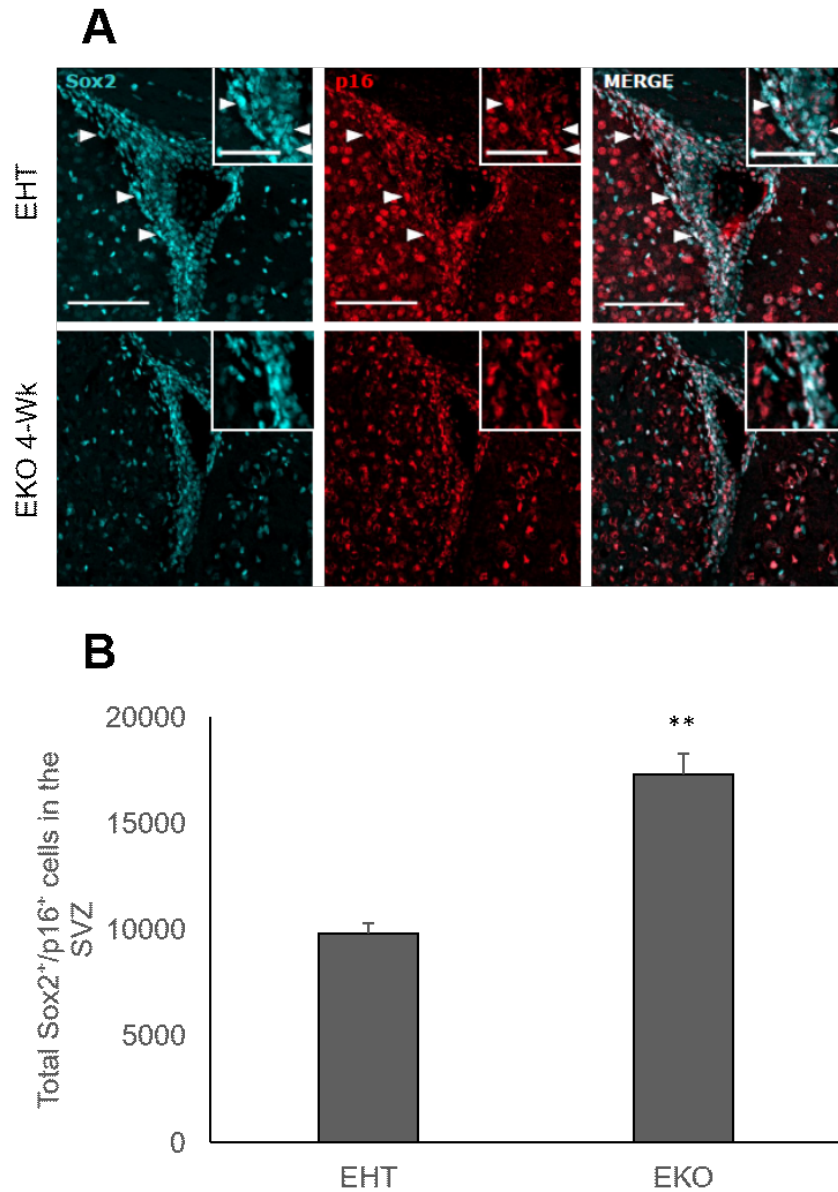 A
Sox2
p16
MERGE
EHT
EKO 4-Wk
B
Total Sox2⁺/p16⁺ cells in the
SVZ
20000
15000
10000
5000
0
**
EHT
EKO